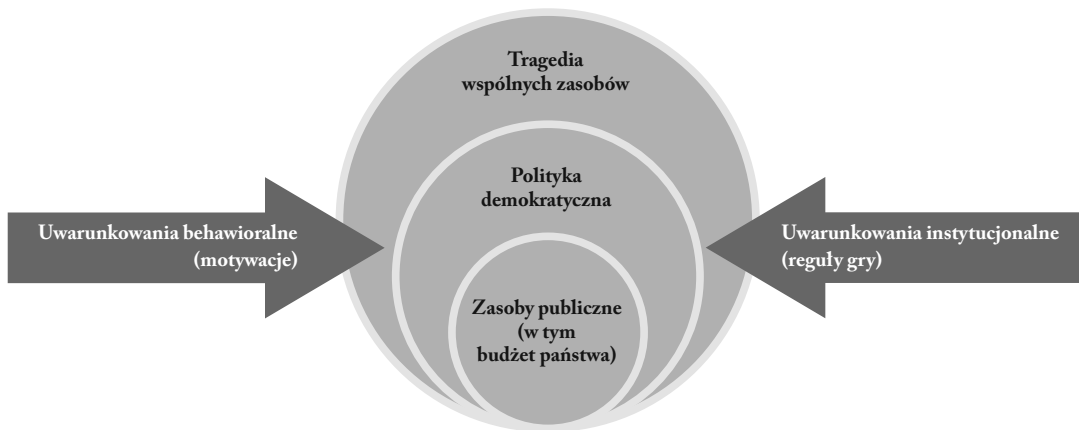 Tragedia
wspólnych zasobów
Polityka
demokratyczna
Uwarunkowania behawioralne
(motywacje)
Uwarunkowania instytucjonalne
(reguły gry)
Zasoby publiczne
(w tym
budżet państwa)